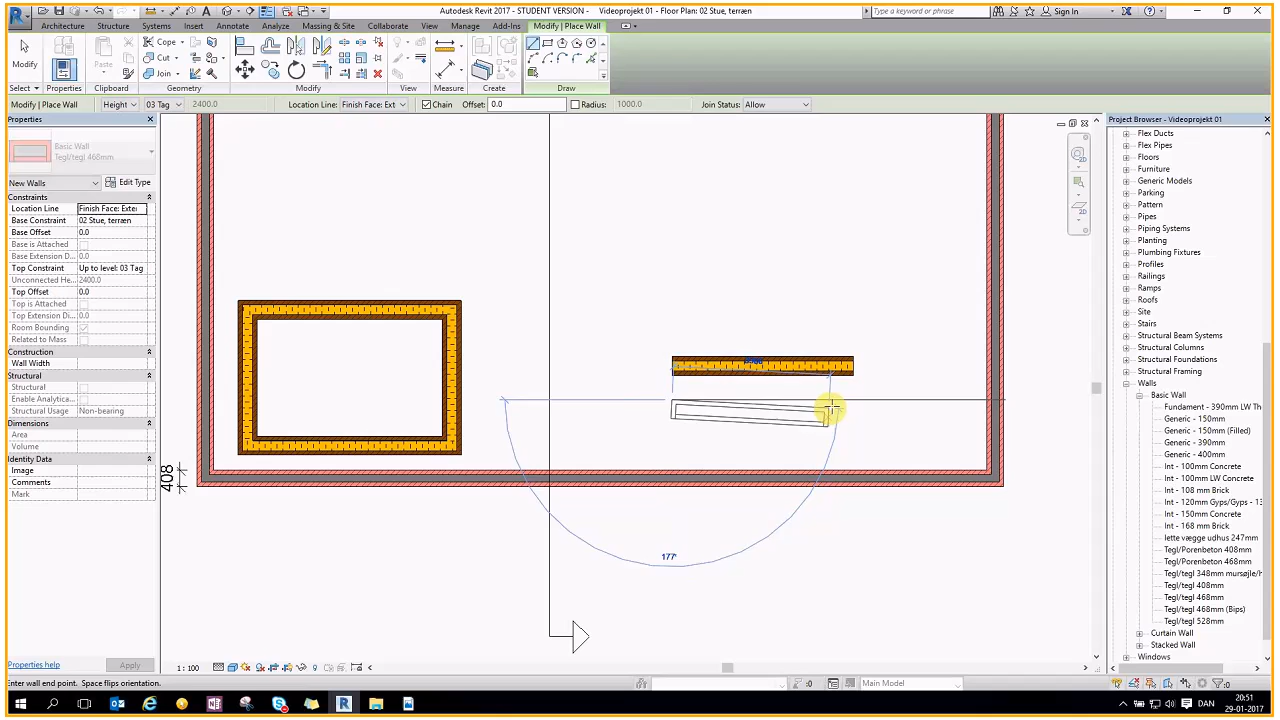 Autodesk Revit 2017 - STUDENT VERSION - Videoprojekt 01 - Floor Plan: 02 Stue, terræn
Type a keyword or phrase
Sign In
Architecture Structure Systems Insert Annotate Analyze Massing & Site Collaborate View Manage Add-Ins Modify | Place Wall
Modify
Paste
Cope
Cut
Join
Select Properties Clipboard Geometry Modify View Measure Create Draw
Modify | Place Wall Height 03 Tag 2400.0 Location Line: Finish Face: Ext Chain Offset: 0.0 Radius: 1000.0 Join Status: Allow
Properties
Basic Wall
Tegl/tegl 468mm
New Walls Edit Type
Constraints
Location Line Finish Face: Exte
Base Constraint 02 Stue, terræn
Base Offset 0.0
Base is Attached
Base Extension D...
Top Constraint Up to level: 03 Tag
Unconnected He... 2400.0
Top Offset 0.0
Top is Attached
Top Extension Di... 0.0
Room Bounding
Related to Mass
Construction
Wall Width
Structural
Structural
Enable Analytica...
Structural Usage Non-bearing
Dimensions
Area
Volume
Identity Data
Image
Comments
Mark
Properties help Apply
408
177°
1 : 100
Project Browser - Videoprojekt 01
Flex Ducts
Flex Pipes
Floors
Furniture
Generic Models
Parking
Pattern
Pipes
Piping Systems
Planting
Plumbing Fixtures
Profiles
Railings
Ramps
Roofs
Site
Stairs
Structural Beam Systems
Structural Columns
Structural Foundations
Structural Framing
Walls
Basic Wall
Fundament - 390mm LW Th
Generic - 150mm
Generic - 150mm (Filled)
Generic - 390mm
Generic - 400mm
Int - 100mm Concrete
Int - 100mm LW Concrete
Int - 108 mm Brick
Int - 120mm Gyps/Gyps - 13
Int - 150mm Concrete
Int - 168 mm Brick
lette vægge udhus 247mm
Tegl/Porenbeton 408mm
Tegl/Porenbeton 468mm
Tegl/tegl 348mm mursøjle/h
Tegl/tegl 408mm
Tegl/tegl 468mm
Tegl/tegl 468mm (Bips)
Tegl/tegl 528mm
Curtain Wall
Stacked Wall
Windows
Enter wall end point. Space flips orientation.
:0 Main Model :0
DAN
20:51
29-01-2017